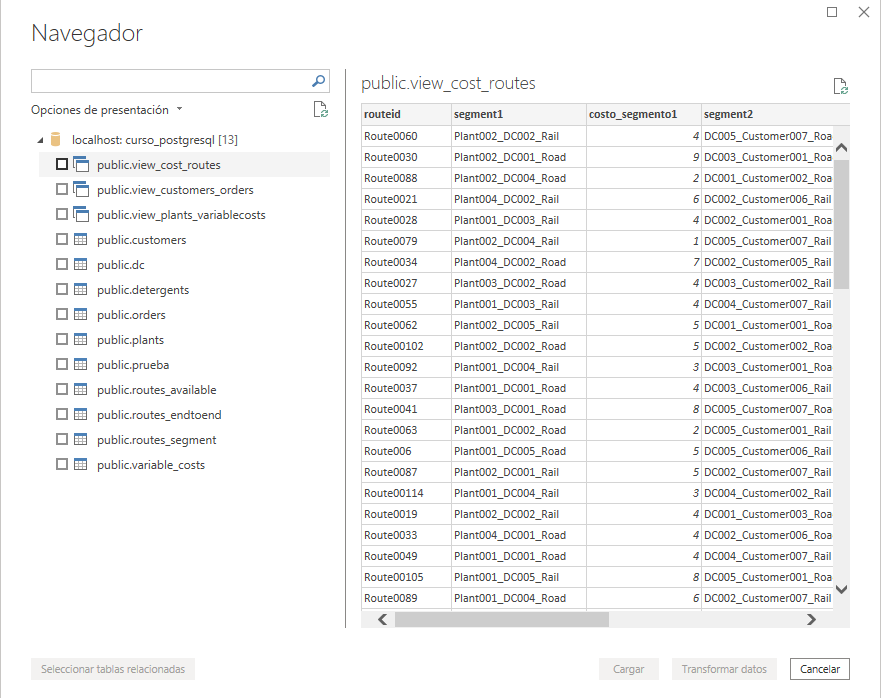 Navegador
Opciones de presentación
localhost: curso_postgresql [13]
public.view_cost_routes
public.view_customers_orders
public.view_plants_variablecosts
public.customers
public.dc
public.detergents
public.orders
public.plants
public.prueba
public.routes_available
public.routes_endtoend
public.routes_segment
public.variable_costs
public.view_cost_routes
routeid segment1 costo_segmento1 segment2
Route0060 Plant002_DC002_Rail 4 DC005_Customer007_Roa
Route0030 Plant002_DC001_Road 9 DC003_Customer001_Roa
Route0088 Plant002_DC004_Road 2 DC001_Customer002_Roa
Route0021 Plant004_DC002_Rail 6 DC002_Customer006_Rail
Route0028 Plant001_DC003_Rail 4 DC002_Customer001_Roa
Route0079 Plant002_DC004_Rail 1 DC005_Customer007_Rail
Route0034 Plant004_DC002_Road 7 DC002_Customer005_Rail
Route0027 Plant003_DC002_Road 4 DC003_Customer002_Rail
Route0055 Plant001_DC003_Rail 4 DC004_Customer007_Rail
Route0062 Plant002_DC005_Rail 5 DC001_Customer001_Roa
Route00102 Plant002_DC002_Road 5 DC002_Customer002_Roa
Route0092 Plant001_DC004_Rail 3 DC003_Customer001_Roa
Route0037 Plant001_DC001_Road 4 DC003_Customer006_Rail
Route0041 Plant003_DC001_Road 8 DC005_Customer007_Roa
Route0063 Plant001_DC002_Road 2 DC005_Customer001_Rail
Route006 Plant001_DC005_Road 5 DC005_Customer006_Rail
Route0087 Plant002_DC001_Rail 5 DC002_Customer007_Rail
Route00114 Plant001_DC004_Rail 3 DC004_Customer002_Rail
Route0019 Plant002_DC002_Rail 4 DC001_Customer003_Roa
Route0033 Plant004_DC001_Road 4 DC002_Customer006_Roa
Route0049 Plant001_DC001_Road 4 DC004_Customer007_Rail
Route00105 Plant001_DC005_Rail 8 DC005_Customer001_Roa
Route0089 Plant001_DC004_Road 6 DC002_Customer007_Rail
Seleccionar tablas relacionadas
Cargar
Transformar datos
Cancelar